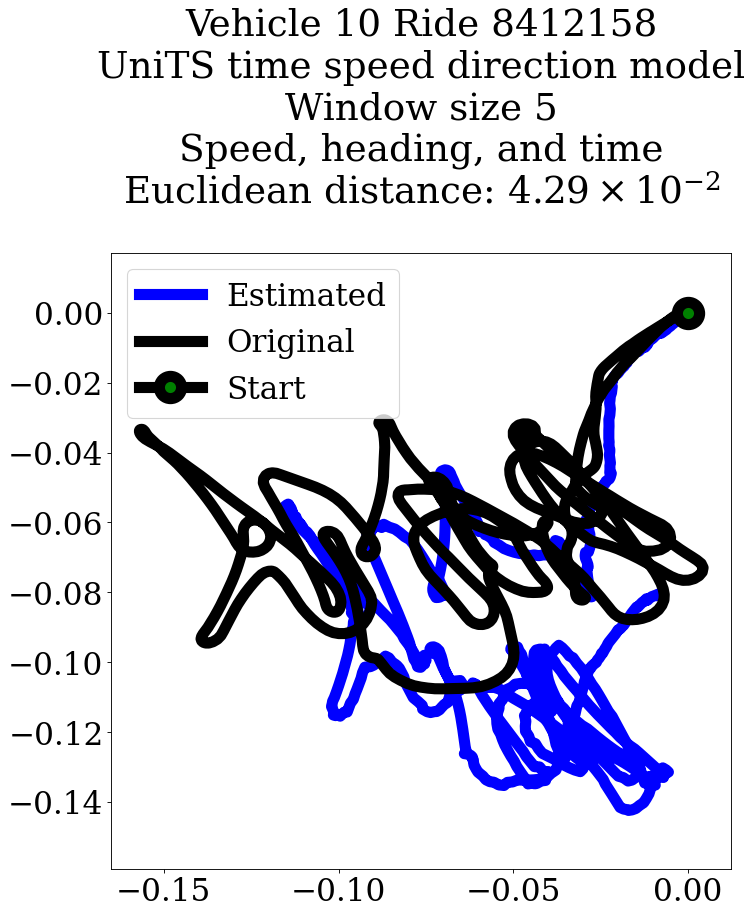 Vehicle 10 Ride 8412158
UniTS time speed direction model
Window size 5
Speed, heading, and time
Euclidean distance: 4.29 × 10⁻²
Estimated
Original
Start
0.00
−0.02
−0.04
−0.06
−0.08
−0.10
−0.12
−0.14
−0.15
−0.10
−0.05
0.00